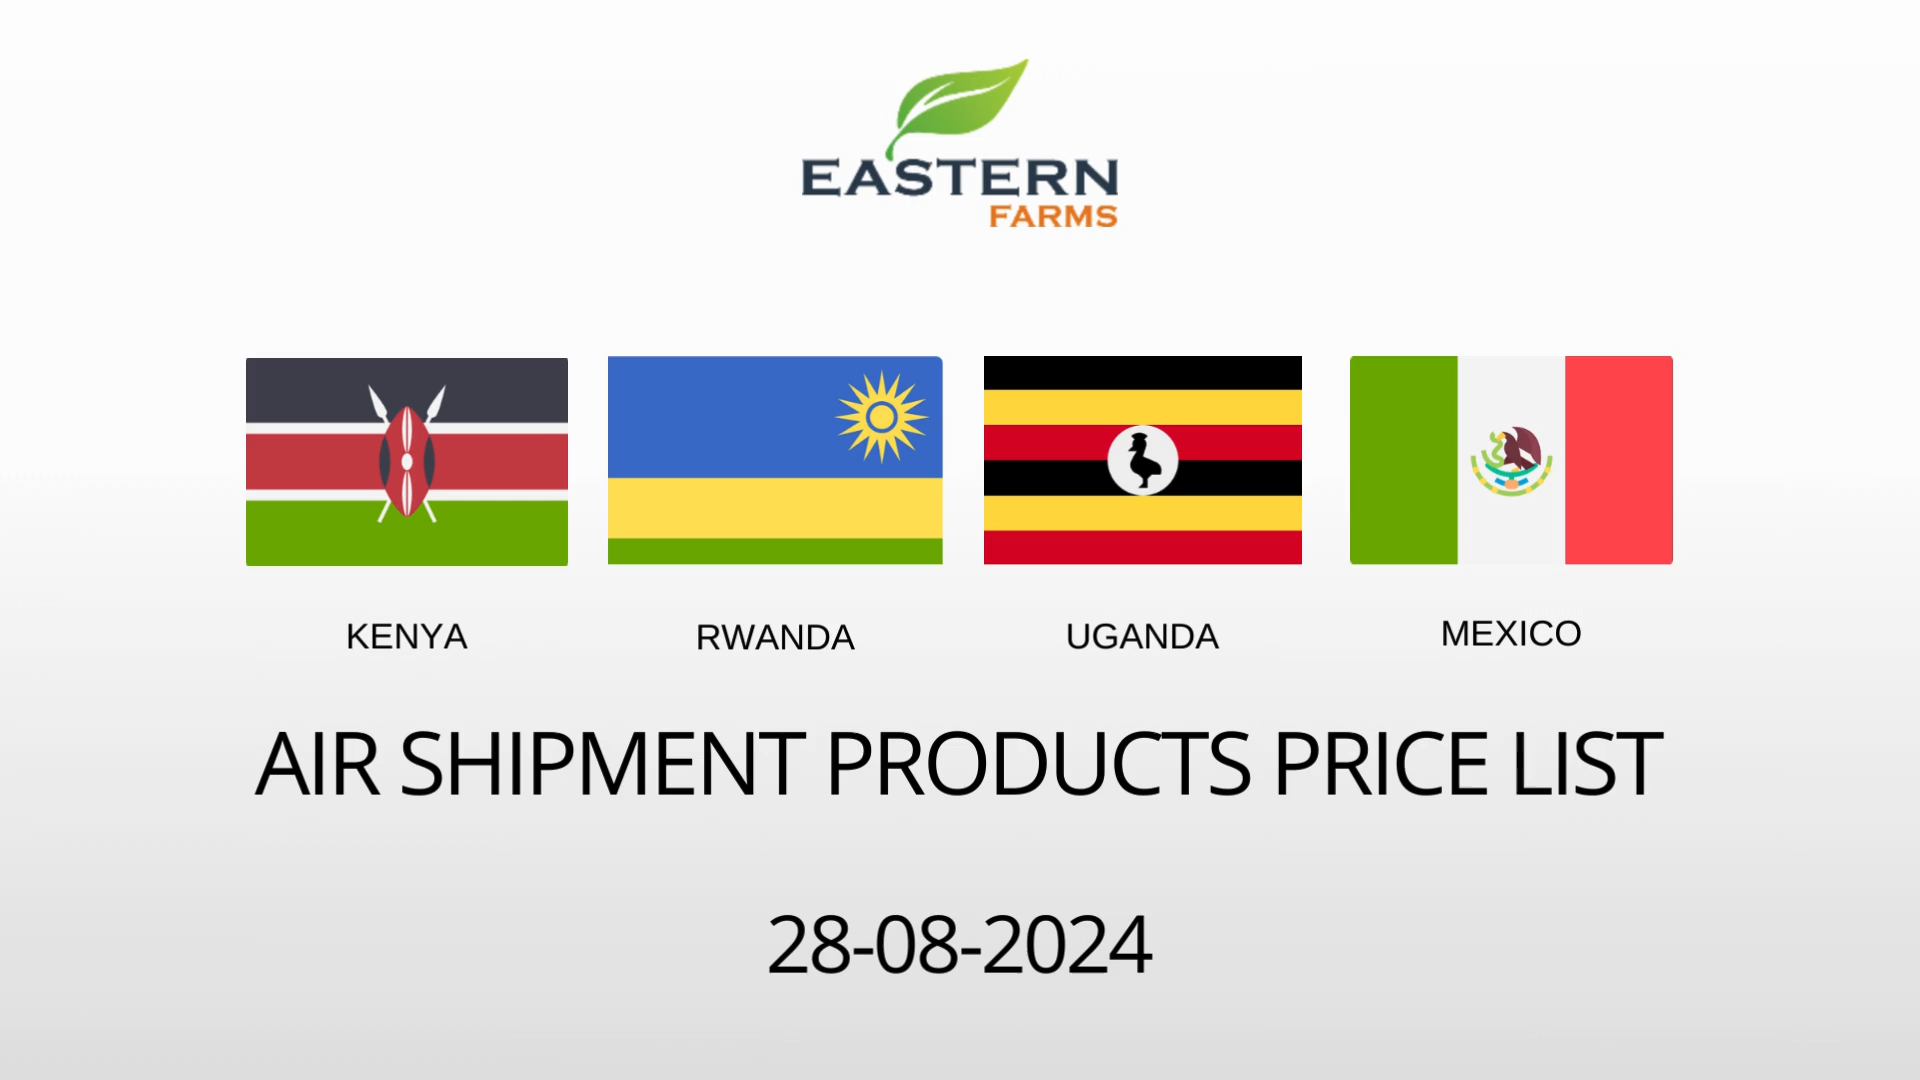 EASTERN
FARMS
KENYA
RWANDA
UGANDA
MEXICO
AIR SHIPMENT PRODUCTS PRICE LIST
28-08-2024